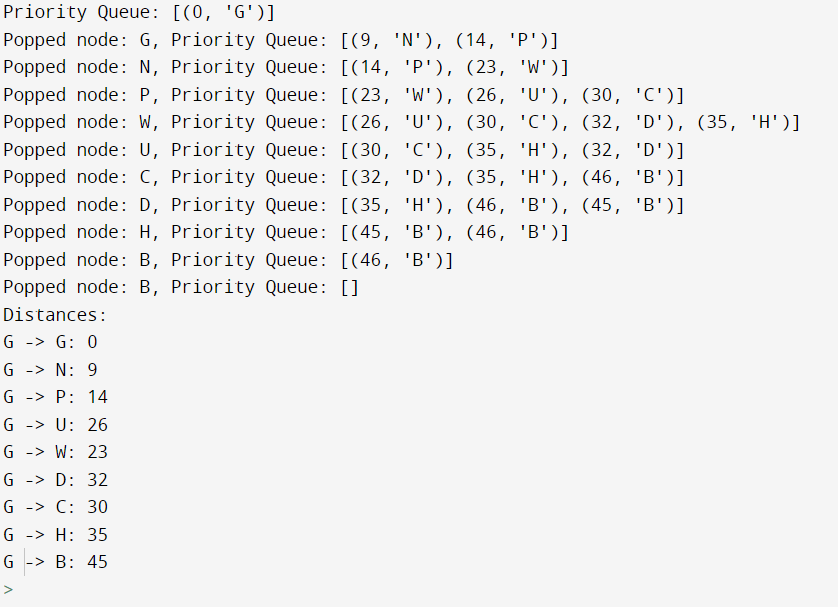 Priority Queue: [(0, 'G')]
Popped node: G, Priority Queue: [(9, 'N'), (14, 'P')]
Popped node: N, Priority Queue: [(14, 'P'), (23, 'W')]
Popped node: P, Priority Queue: [(23, 'W'), (26, 'U'), (30, 'C')]
Popped node: W, Priority Queue: [(26, 'U'), (30, 'C'), (32, 'D'), (35, 'H')]
Popped node: U, Priority Queue: [(30, 'C'), (35, 'H'), (32, 'D')]
Popped node: C, Priority Queue: [(32, 'D'), (35, 'H'), (46, 'B')]
Popped node: D, Priority Queue: [(35, 'H'), (46, 'B'), (45, 'B')]
Popped node: H, Priority Queue: [(45, 'B'), (46, 'B')]
Popped node: B, Priority Queue: [(46, 'B')]
Popped node: B, Priority Queue: []
Distances:
G -> G: 0
G -> N: 9
G -> P: 14
G -> U: 26
G -> W: 23
G -> D: 32
G -> C: 30
G -> H: 35
G -> B: 45
>